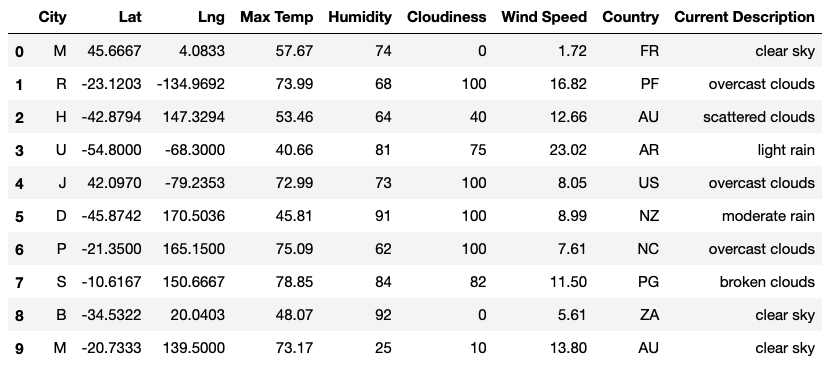 City Lat Lng Max Temp Humidity Cloudiness Wind Speed Country Current Description
0 M 45.6667 4.0833 57.67 74 0 1.72 FR clear sky
1 R -23.1203 -134.9692 73.99 68 100 16.82 PF overcast clouds
2 H -42.8794 147.3294 53.46 64 40 12.66 AU scattered clouds
3 U -54.8000 -68.3000 40.66 81 75 23.02 AR light rain
4 J 42.0970 -79.2353 72.99 73 100 8.05 US overcast clouds
5 D -45.8742 170.5036 45.81 91 100 8.99 NZ moderate rain
6 P -21.3500 165.1500 75.09 62 100 7.61 NC overcast clouds
7 S -10.6167 150.6667 78.85 84 82 11.50 PG broken clouds
8 B -34.5322 20.0403 48.07 92 0 5.61 ZA clear sky
9 M -20.7333 139.5000 73.17 25 10 13.80 AU clear sky